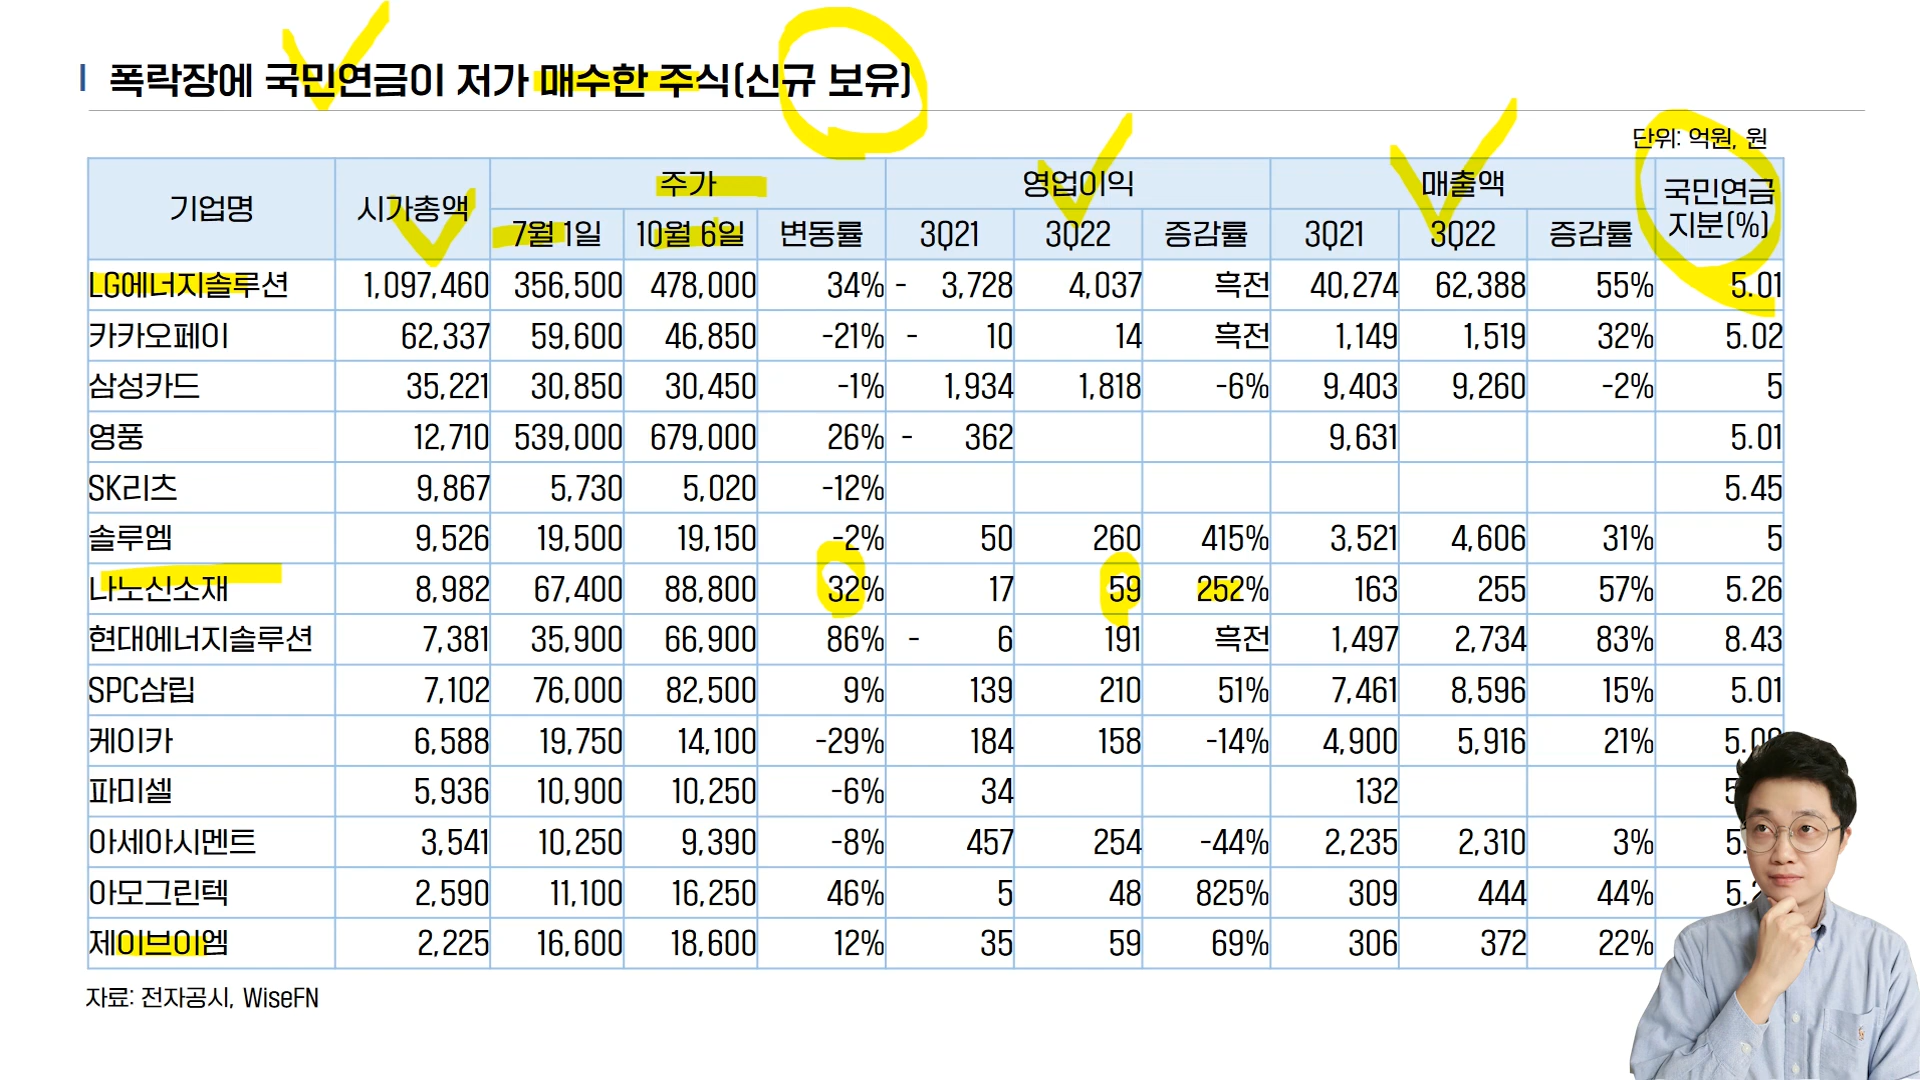 폭락장에 국민연금이 저가 매수한 주식(신규 보유)
단위: 억원, 원
기업명 시가총액 주가 영업이익 매출액 국민연금 지분(%)
7월 1일 10월 6일 변동률 3Q21 3Q22 증감률 3Q21 3Q22 증감률
LG에너지솔루션 1,097,460 356,500 478,000 34% - 3,728 4,037 흑전 40,274 62,388 55% 5.01
카카오페이 62,337 59,600 46,850 -21% - 10 14 흑전 1,149 1,519 32% 5.02
삼성카드 35,221 30,850 30,450 -1% 1,934 1,818 -6% 9,403 9,260 -2% 5
영풍 12,710 539,000 679,000 26% - 362 9,631 5.01
SK리츠 9,867 5,730 5,020 -12% 5.45
솔루엠 9,526 19,500 19,150 -2% 50 260 415% 3,521 4,606 31% 5
나노신소재 8,982 67,400 88,800 32% 17 59 252% 163 255 57% 5.26
현대에너지솔루션 7,381 35,900 66,900 86% - 6 191 흑전 1,497 2,734 83% 8.43
SPC삼립 7,102 76,000 82,500 9% 139 210 51% 7,461 8,596 15% 5.01
케이카 6,588 19,750 14,100 -29% 184 158 -14% 4,900 5,916 21%
파미셀 5,936 10,900 10,250 -6% 34 132
아세아시멘트 3,541 10,250 9,390 -8% 457 254 -44% 2,235 2,310 3%
아모그린텍 2,590 11,100 16,250 46% 5 48 825% 309 444 44%
제이브이엠 2,225 16,600 18,600 12% 35 59 69% 306 372 22%
자료: 전자공시, WiseFN